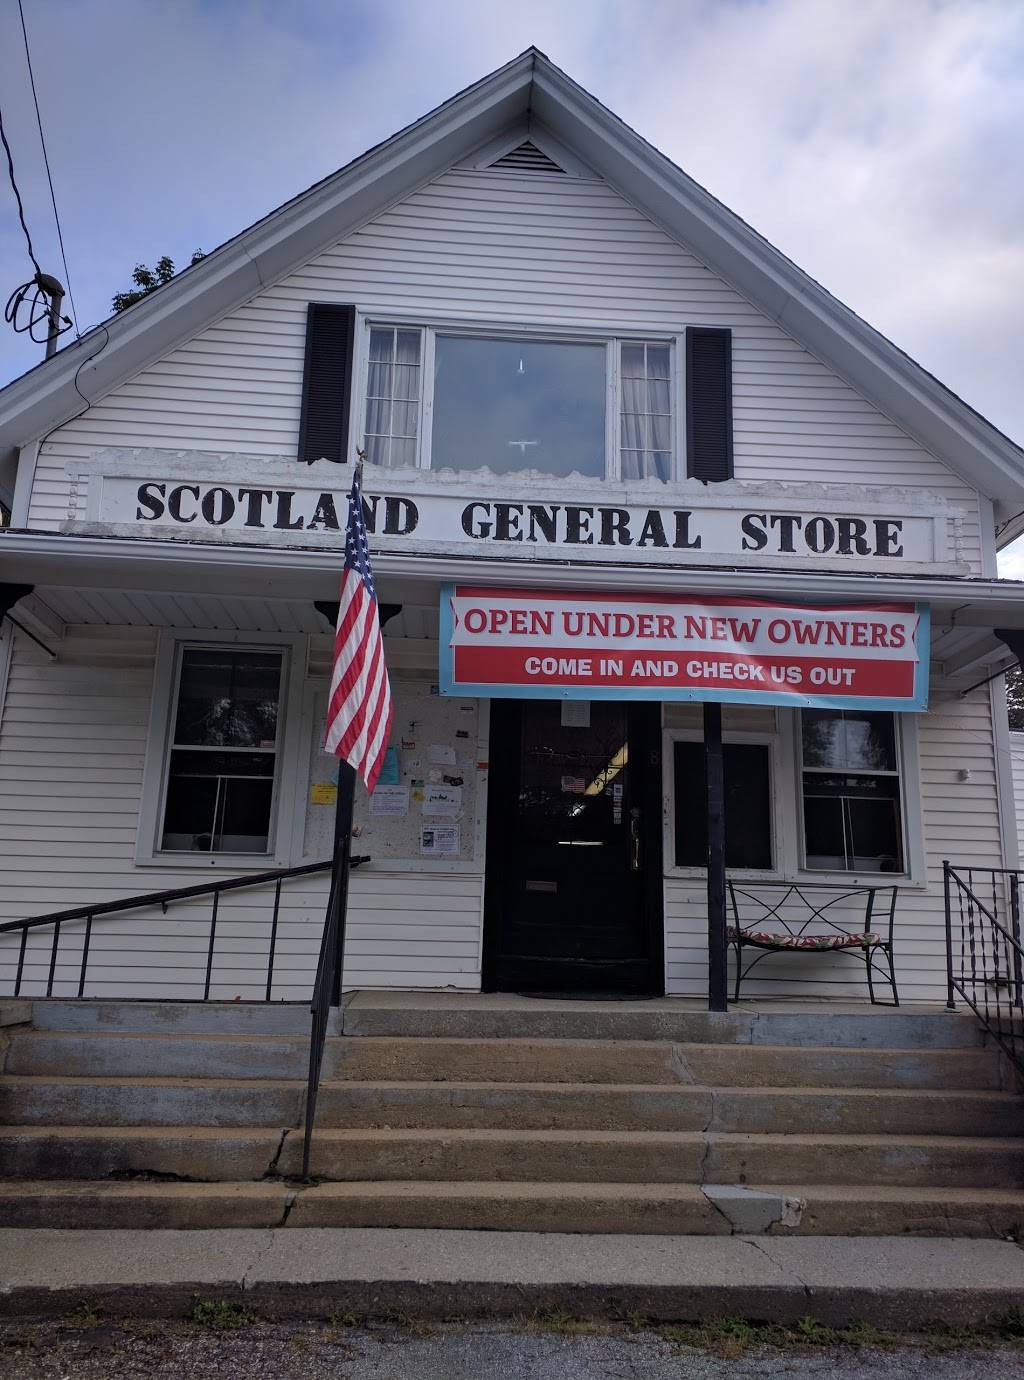 SCOTLAND GENERAL STORE
OPEN UNDER NEW OWNERS
COME IN AND CHECK US OUT